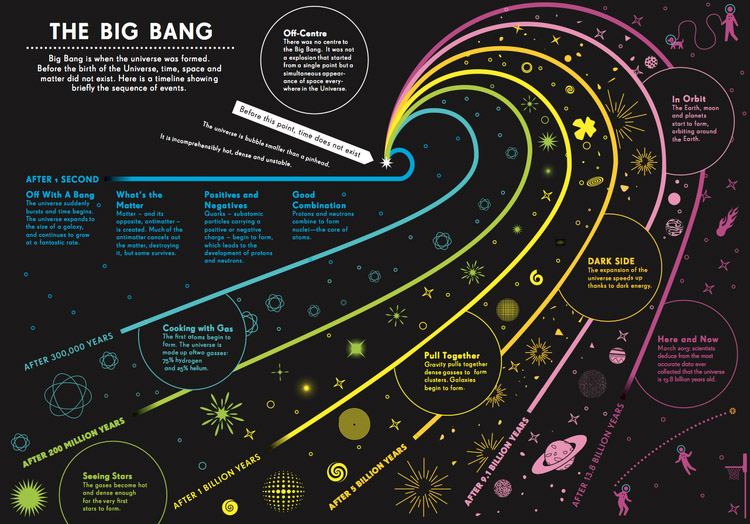 THE BIG BANG
Big Bang is when the universe was formed.
Before the birth of the Universe, time, space and
matter did not exist. Here is a timeline showing
briefly the sequence of events.
Off-Centre
There was no centre to
the Big Bang. It was not
a explosion that started
from a single point but a
simultaneous appear-
ance of space every-
where in the Universe.
Before this point, time does not exist
The universe is bubble smaller than a pinhead.
It is incomprehensibly hot, dense and unstable.
AFTER 1 SECOND
Off With A Bang
The universe suddenly
bursts and time begins.
The universe expands to
the size of a galaxy,
and continues to grow
at a fantastic rate.
What's the
Matter
Matter – and its
opposite, antimatter –
is created. Much of the
antimatter cancels out
the matter, destroying
it, but some survives.
Positives and
Negatives
Quarks – subatomic
particles carrying a
positive or negative
charge – begin to form,
which leads to the
development of protons
and neutrons.
Good
Combination
Protons and neutrons
combine to form
nuclei—the core of
atoms.
AFTER 300,000 YEARS
Cooking with Gas
The first atoms begin to
form. The universe is
made up oftwo gasses:
75% hydrogen
and 25% helium.
AFTER 200 MILLION YEARS
Seeing Stars
The gasses become hot
and dense enough
for the very first
stars to form.
AFTER 1 BILLION YEARS
Pull Together
Gravity pulls together
dense gasses to form
clusters. Galaxies
begin to form.
AFTER 5 BILLION YEARS
DARK SIDE
The expansion of the
universe speeds up
thanks to dark energy.
AFTER 9.1 BILLION YEARS
In Orbit
The Earth, moon
and planets
start to form,
orbiting around
the Earth.
AFTER 13.8 BILLION YEARS
Here and Now
March 2013: scientists
deduce from the most
accurate data ever
collected that the universe
is 13.8 billion years old.